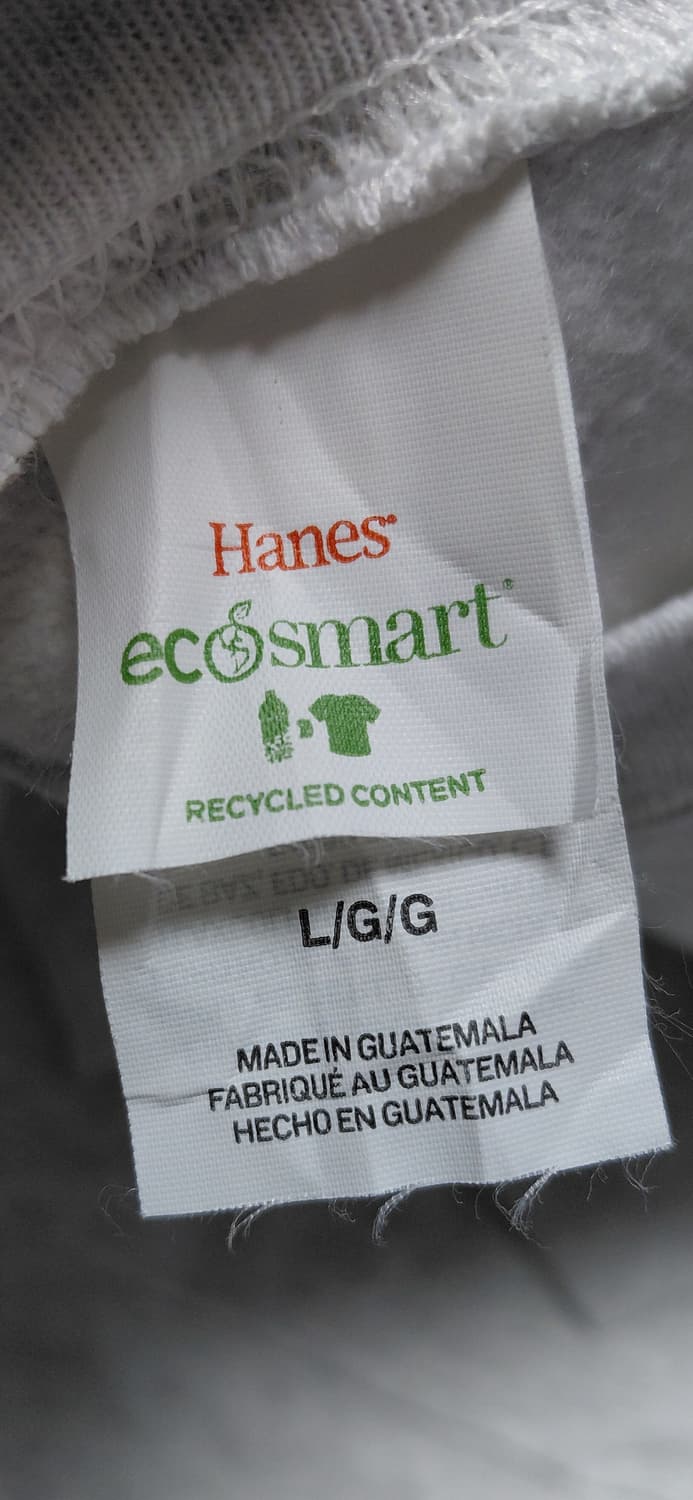 Hanes®
ecosmart®
RECYCLED CONTENT
L/G/G
MADE IN GUATEMALA
FABRIQUÉ AU GUATEMALA
HECHO EN GUATEMALA